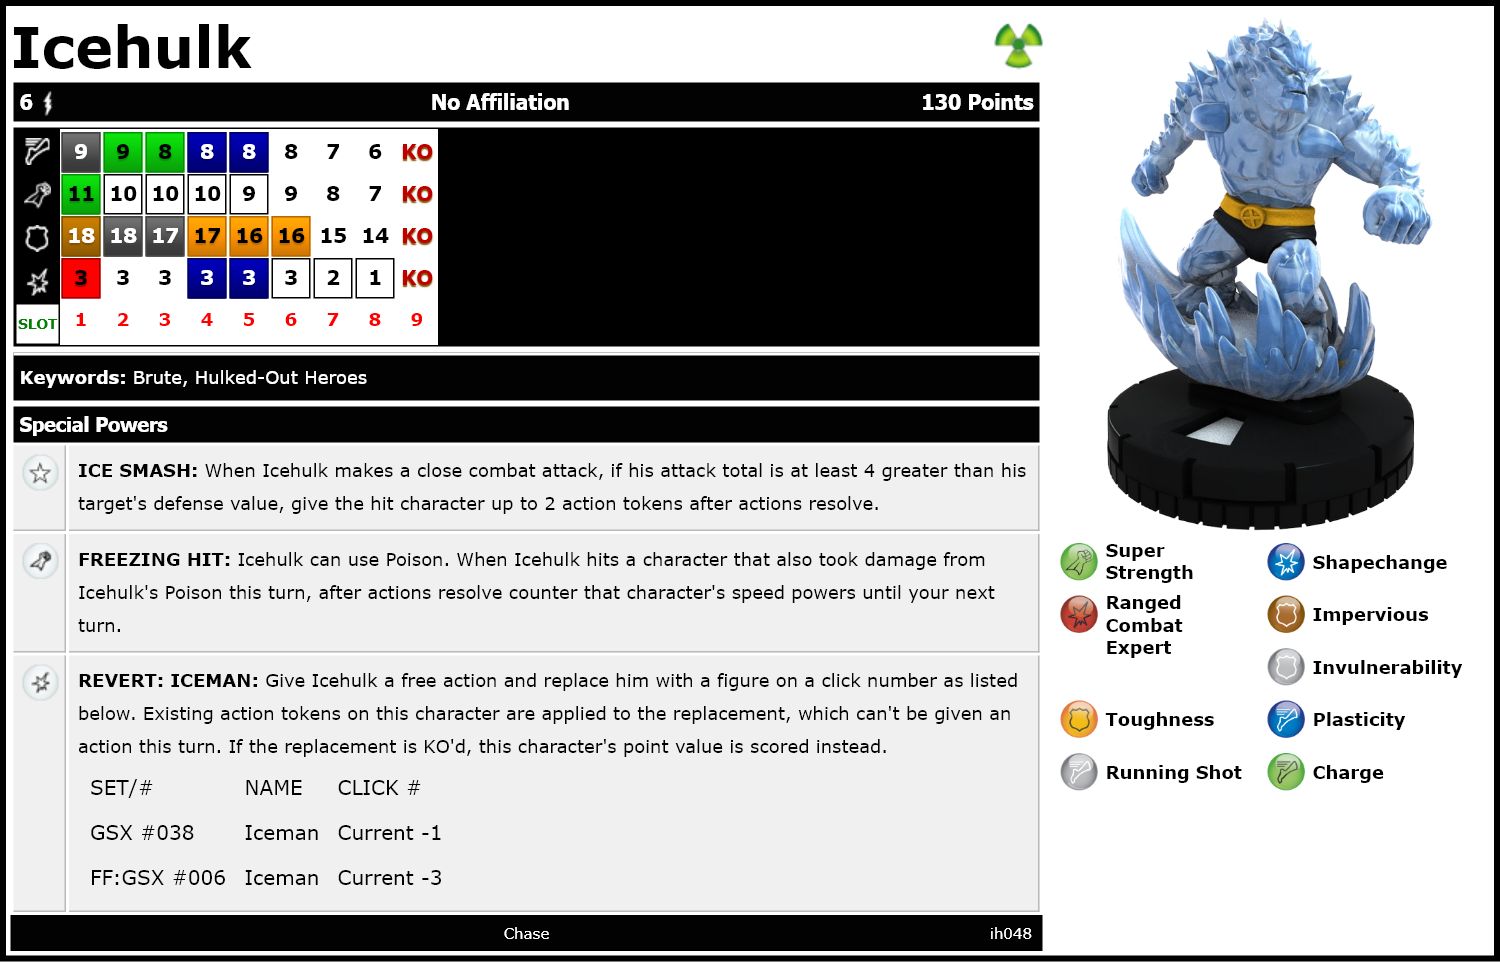 Icehulk
6 No Affiliation 130 Points
9 9 8 8 8 8 7 6 KO
11 10 10 10 9 9 8 7 KO
18 18 17 17 16 16 15 14 KO
3 3 3 3 3 3 2 1 KO
SLOT 1 2 3 4 5 6 7 8 9
Keywords: Brute, Hulked-Out Heroes
Special Powers
ICE SMASH: When Icehulk makes a close combat attack, if his attack total is at least 4 greater than his
target's defense value, give the hit character up to 2 action tokens after actions resolve.
FREEZING HIT: Icehulk can use Poison. When Icehulk hits a character that also took damage from
Icehulk's Poison this turn, after actions resolve counter that character's speed powers until your next
turn.
REVERT: ICEMAN: Give Icehulk a free action and replace him with a figure on a click number as listed
below. Existing action tokens on this character are applied to the replacement, which can't be given an
action this turn. If the replacement is KO'd, this character's point value is scored instead.
SET/# NAME CLICK #
GSX #038 Iceman Current -1
FF:GSX #006 Iceman Current -3
Chase ih048
Super
Strength
Shapechange
Ranged
Combat
Expert
Impervious
Invulnerability
Toughness
Plasticity
Running Shot
Charge